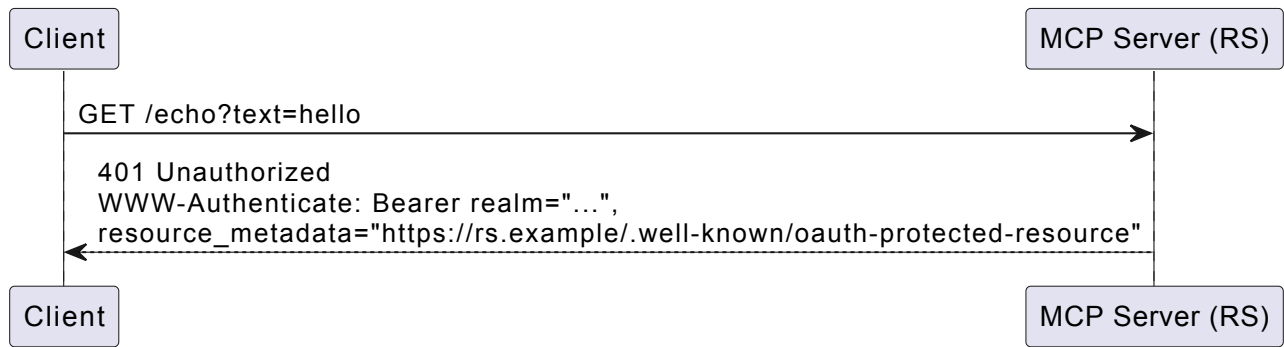 Client
MCP Server (RS)
GET /echo?text=hello
401 Unauthorized
WWW-Authenticate: Bearer realm="...",
resource_metadata="https://rs.example/.well-known/oauth-protected-resource"
Client
MCP Server (RS)